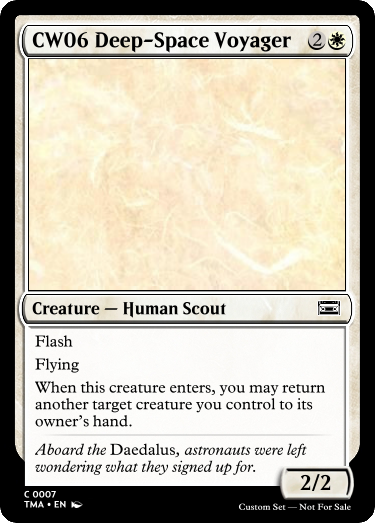 CW06 Deep-Space Voyager 2
Creature — Human Scout
Flash
Flying
When this creature enters, you may return
another target creature you control to its
owner's hand.
Aboard the Daedalus, astronauts were left
wondering what they signed up for.
2/2
C 0007
TMA • EN
Custom Set — Not For Sale